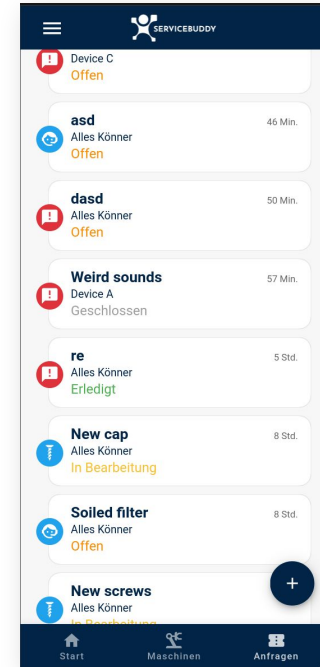 SERVICEBUDDY
Device C
Offen
asd
46 Min.
Alles Könner
Offen
dasd
50 Min.
Alles Könner
Offen
Weird sounds
57 Min.
Device A
Geschlossen
re
5 Std.
Alles Könner
Erledigt
New cap
8 Std.
Alles Könner
In Bearbeitung
Soiled filter
8 Std.
Alles Könner
Offen
New screws
Alles Könner
In Bearbeitung
Start
Maschinen
Anfragen